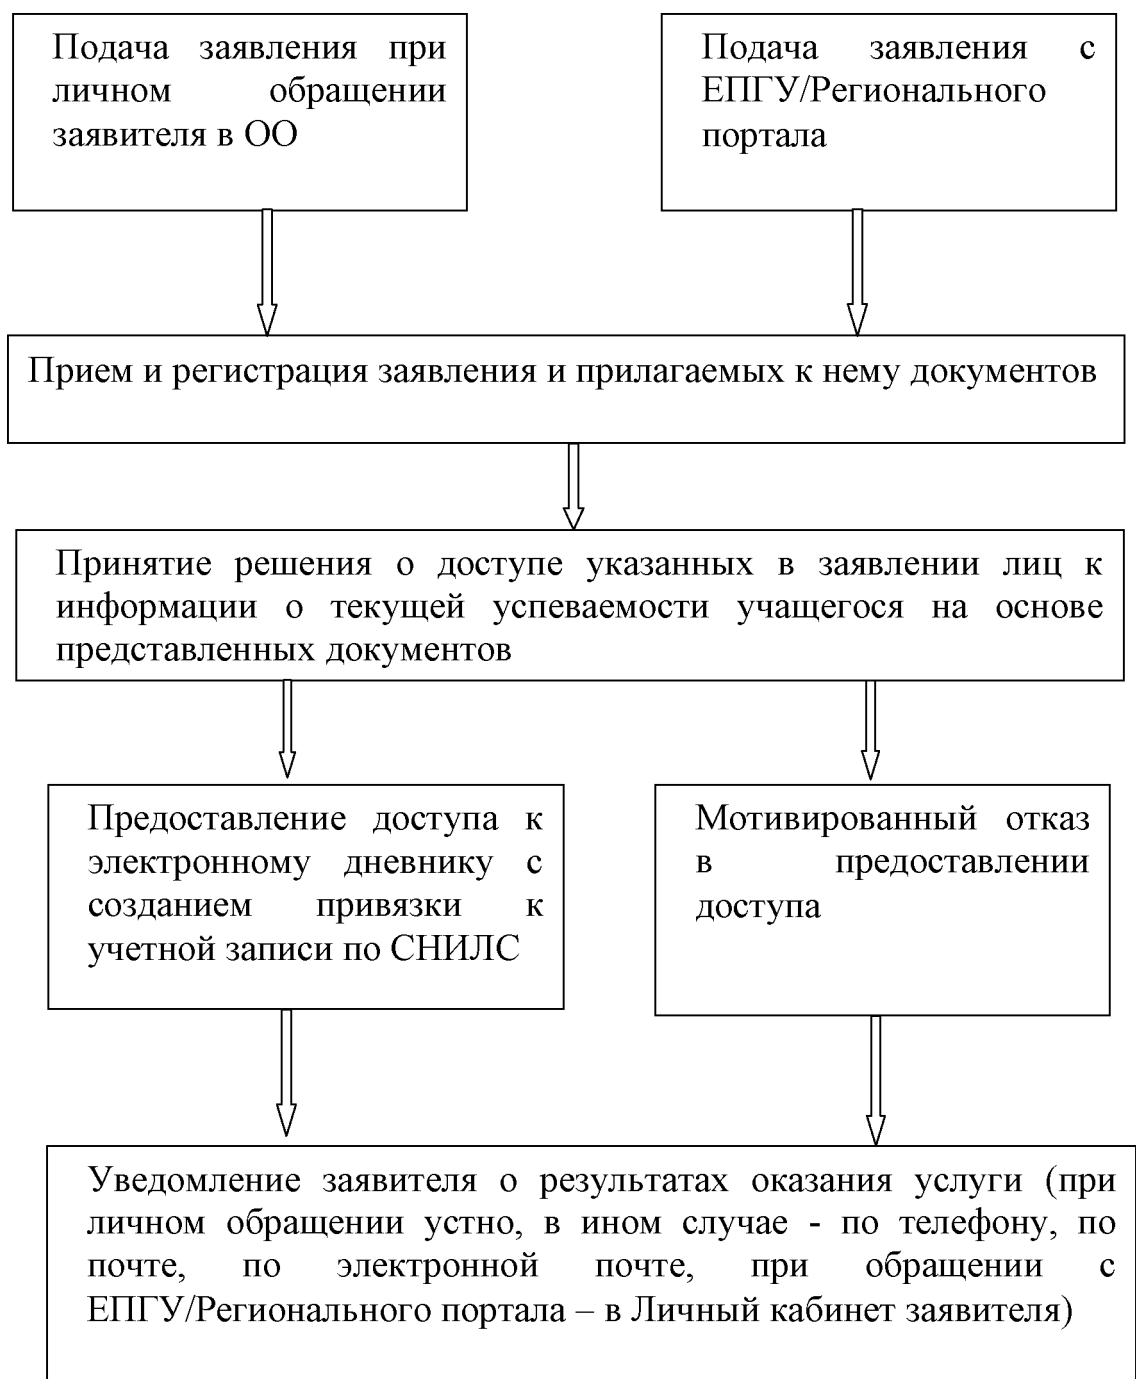 Подача заявления при
личном обращении
заявителя в ОО
Подача заявления с
ЕПГУ/Регионального
портала
Прием и регистрация заявления и прилагаемых к нему документов
Принятие решения о доступе указанных в заявлении лиц к
информации о текущей успеваемости учащегося на основе
представленных документов
Предоставление доступа к
электронному дневнику с
созданием привязки к
учетной записи по СНИЛС
Мотивированный отказ
в предоставлении
доступа
Уведомление заявителя о результатах оказания услуги (при
личном обращении устно, в ином случае - по телефону, по
почте, по электронной почте, при обращении с
ЕПГУ/Регионального портала – в Личный кабинет заявителя)